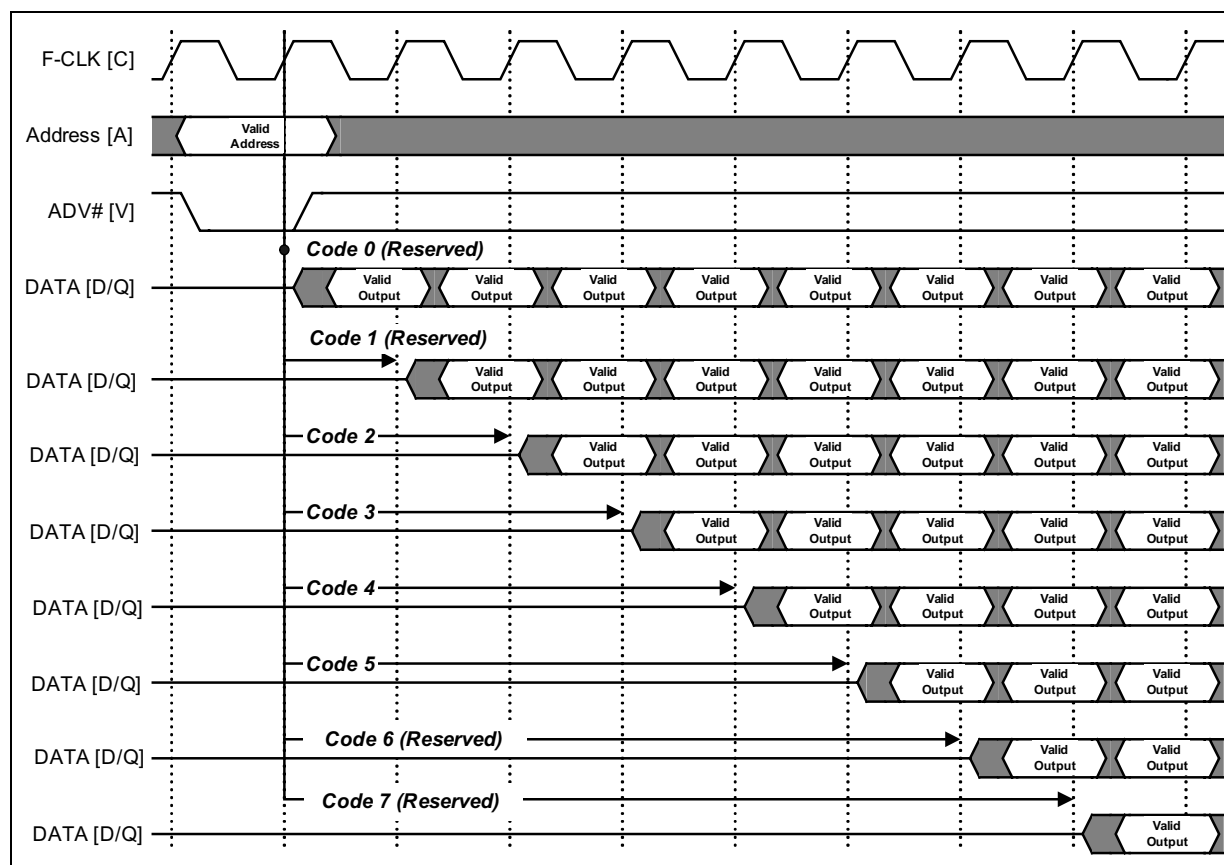 F-CLK [C]
Address [A]
Valid
Address
ADV# [V]
Code 0 (Reserved)
DATA [D/Q]
Valid Valid Valid Valid Valid Valid Valid Valid
Output Output Output Output Output Output Output Output
Code 1 (Reserved)
DATA [D/Q]
Valid Valid Valid Valid Valid Valid Valid
Output Output Output Output Output Output Output
Code 2
DATA [D/Q]
Valid Valid Valid Valid Valid Valid
Output Output Output Output Output Output
Code 3
DATA [D/Q]
Valid Valid Valid Valid Valid
Output Output Output Output Output
Code 4
DATA [D/Q]
Valid Valid Valid Valid
Output Output Output Output
Code 5
DATA [D/Q]
Valid Valid Valid
Output Output Output
Code 6 (Reserved)
DATA [D/Q]
Valid Valid
Output Output
Code 7 (Reserved)
DATA [D/Q]
Valid
Output